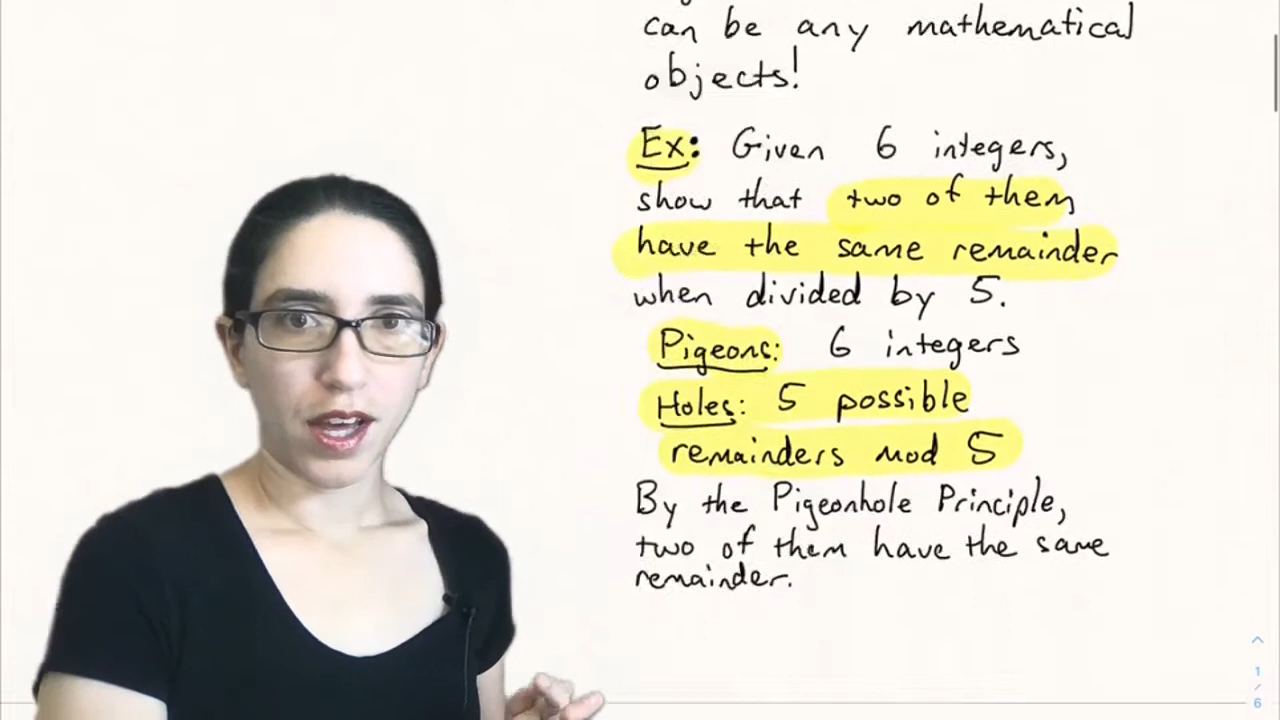 can be any mathematical
objects!
Ex: Given 6 integers,
show that two of them
have the same remainder
when divided by 5.
Pigeons: 6 integers
Holes: 5 possible
remainders mod 5
By the Pigeonhole Principle,
two of them have the same
remainder.
1
/
6